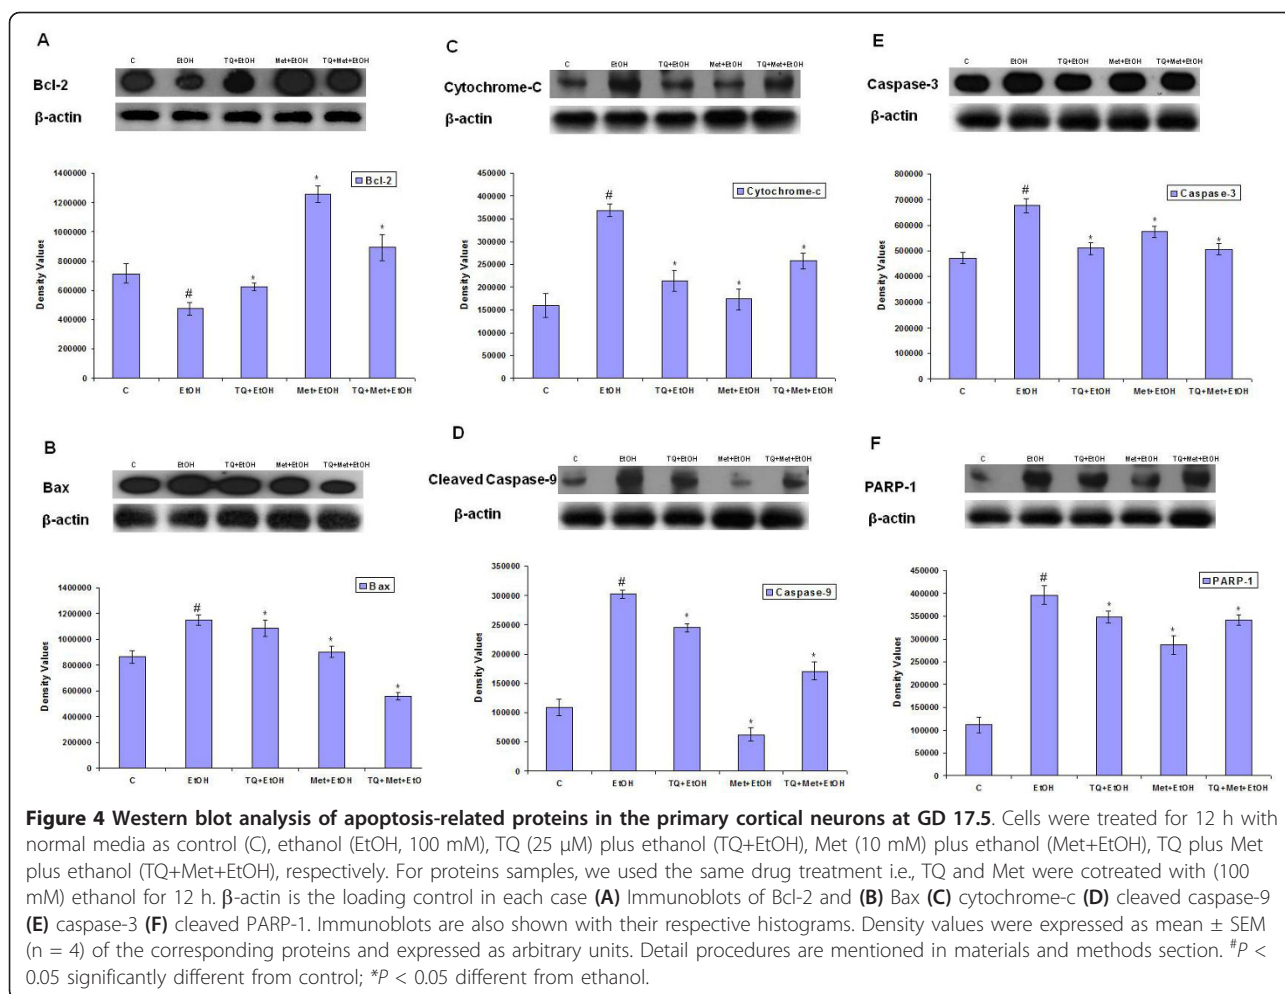 A
C EtOH TQ+EtOH Met+EtOH TQ+Met+EtOH
Bcl-2
β-actin
Bcl-2
Density Values
1400000
1200000
1000000
800000
600000
400000
200000
0
# * * *
C EtOH TQ+EtOH Met+EtOH TQ+Met+EtOH
C
C EtOH TQ+EtOH Met+EtOH TQ+Met+EtOH
Cytochrome-C
β-actin
Cytochrome-c
Density Values
450000
400000
350000
300000
250000
200000
150000
100000
50000
0
# * * *
C EtOH TQ+EtOH Met+EtOH TQ+Met+EtOH
E
C EtOH TQ+EtOH Met+EtOH TQ+Met+EtOH
Caspase-3
β-actin
Caspase-3
Density Values
800000
700000
600000
500000
400000
300000
200000
100000
0
# * * *
C EtOH TQ+EtOH Met+EtOH TQ+Met+EtOH
B
C EtOH TQ+EtOH Met+EtOH TQ+Met+EtOH
Bax
β-actin
Bax
Density Values
1400000
1200000
1000000
800000
600000
400000
200000
0
# * * *
C EtOH TQ+EtOH Met+EtOH TQ+Met+EtO
D
C EtOH TQ+EtOH Met+EtOH TQ+Met+EtOH
Cleaved Caspase-9
β-actin
Caspase-9
Density Values
350000
300000
250000
200000
150000
100000
50000
0
# * * *
C EtOH TQ+EtOH Met+EtOH TQ+Met+EtOH
F
C EtOH TQ+EtOH Met+EtOH TQ+Met+EtOH
PARP-1
β-actin
PARP-1
Density Values
450000
400000
350000
300000
250000
200000
150000
100000
50000
0
# * * *
C EtOH TQ+EtOH Met+EtOH TQ+Met+EtOH
Figure 4 Western blot analysis of apoptosis-related proteins in the primary cortical neurons at GD 17.5. Cells were treated for 12 h with
normal media as control (C), ethanol (EtOH, 100 mM), TQ (25 μM) plus ethanol (TQ+EtOH), Met (10 mM) plus ethanol (Met+EtOH), TQ plus Met
plus ethanol (TQ+Met+EtOH), respectively. For proteins samples, we used the same drug treatment i.e., TQ and Met were cotreated with (100
mM) ethanol for 12 h. β-actin is the loading control in each case (A) Immunoblots of Bcl-2 and (B) Bax (C) cytochrome-c (D) cleaved caspase-9
(E) caspase-3 (F) cleaved PARP-1. Immunoblots are also shown with their respective histograms. Density values were expressed as mean ± SEM
(n = 4) of the corresponding proteins and expressed as arbitrary units. Detail procedures are mentioned in materials and methods section. #P <
0.05 significantly different from control; *P < 0.05 different from ethanol.